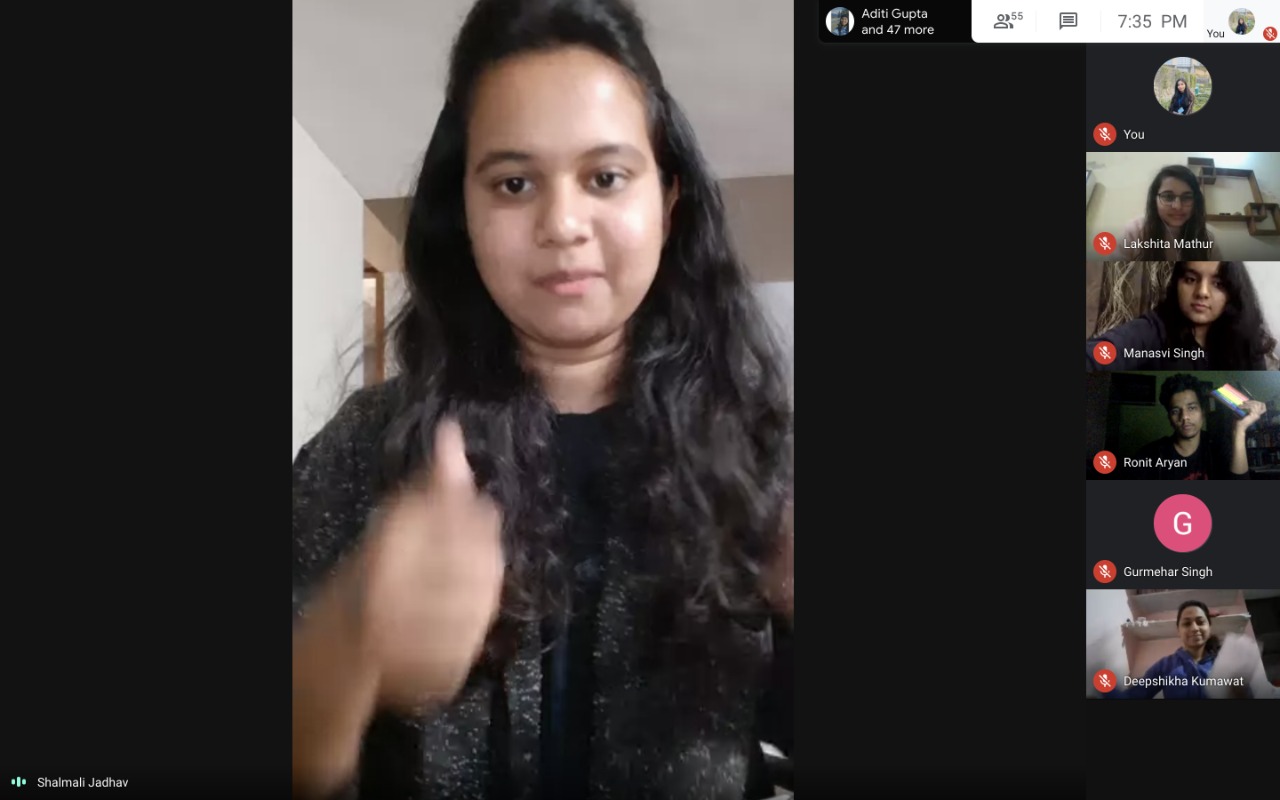 Aditi Gupta
and 47 more
55
7:35 PM
You
You
Lakshita Mathur
Manasvi Singh
Ronit Aryan
G
Gurmehar Singh
Deepshikha Kumawat
Shalmali Jadhav